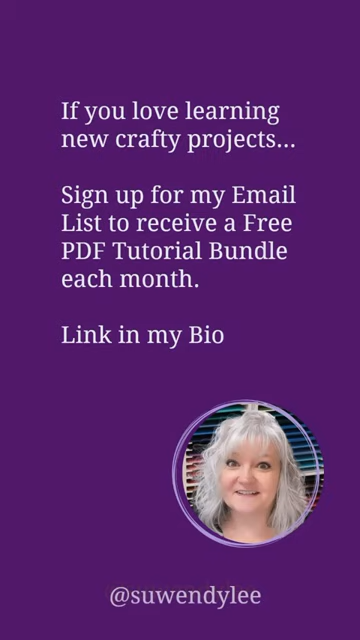 If you love learning
new crafty projects...
Sign up for my Email
List to receive a Free
PDF Tutorial Bundle
each month.
Link in my Bio
@suwendylee